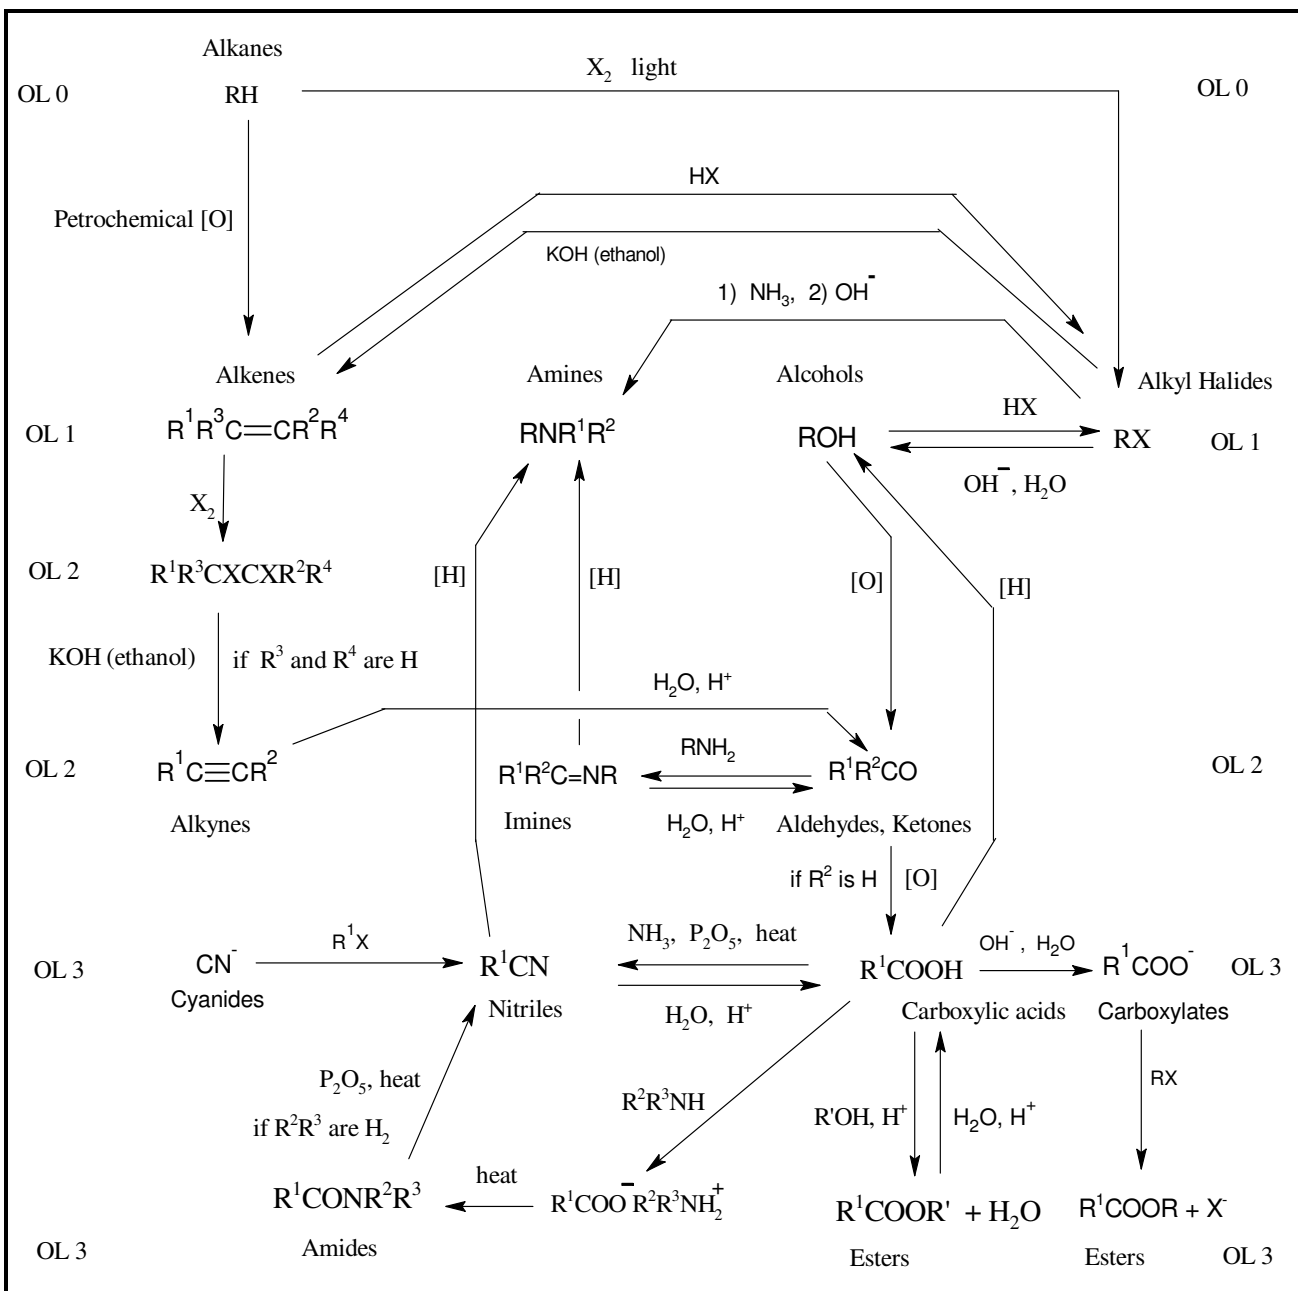 Alkanes
X₂ light
OL 0 RH OL 0
HX
Petrochemical [O]
KOH (ethanol)
1) NH₃, 2) OH⁻
Alkenes Amines Alcohols Alkyl Halides
HX
OL 1 R¹R³C=CR²R⁴ RNR¹R² ROH RX OL 1
OH⁻, H₂O
X₂
OL 2 R¹R³CXCXR²R⁴ [H] [H] [O] [H]
KOH (ethanol) if R³ and R⁴ are H
H₂O, H⁺
RNH₂
OL 2 R¹C≡CR² R¹R²C=NR R¹R²CO OL 2
H₂O, H⁺
Alkynes Imines Aldehydes, Ketones
if R² is H [O]
R¹X NH₃, P₂O₅, heat OH⁻, H₂O
OL 3 CN⁻ R¹CN R¹COOH R¹COO⁻ OL 3
Cyanides Nitriles H₂O, H⁺ Carboxylic acids Carboxylates
P₂O₅, heat RX
if R²R³ are H₂ R²R³NH R'OH, H⁺ H₂O, H⁺
heat
R¹CONR²R³ R¹COO⁻ R²R³NH₂⁺ R¹COOR' + H₂O R¹COOR + X⁻
OL 3 Amides Esters Esters OL 3